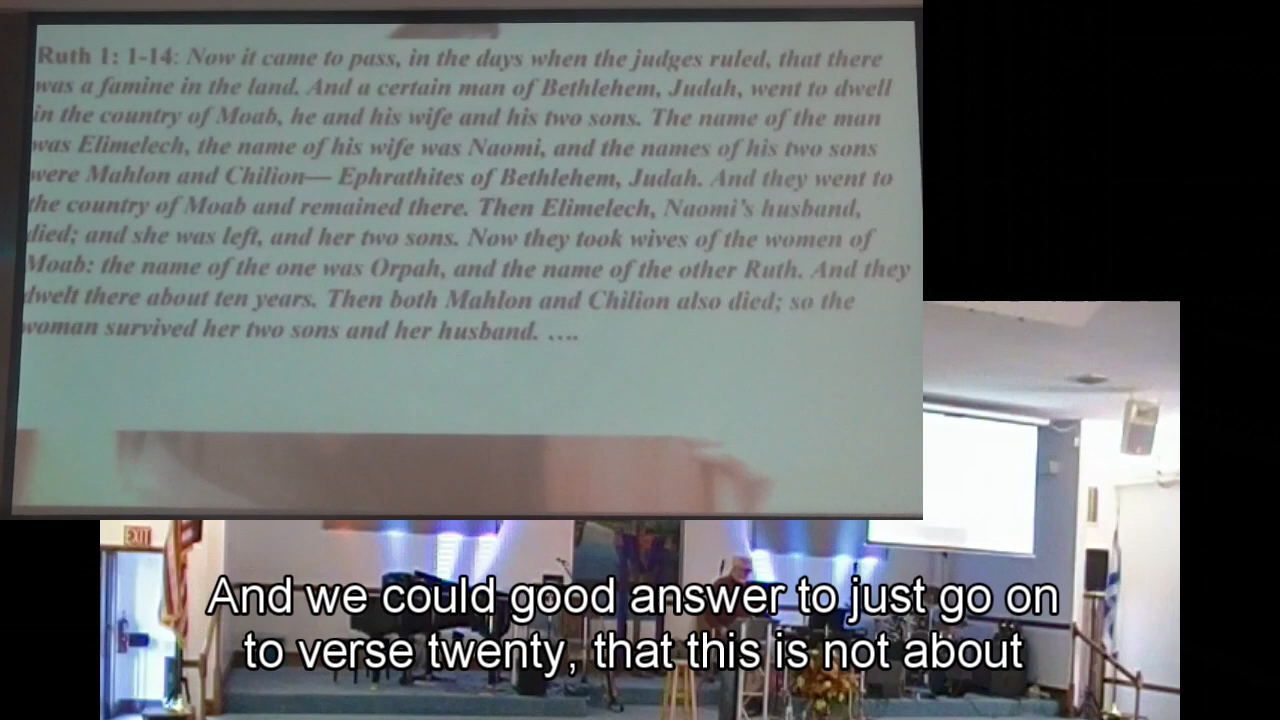 Ruth 1: 1-14: Now it came to pass, in the days when the judges ruled, that there
was a famine in the land. And a certain man of Bethlehem, Judah, went to dwell
in the country of Moab, he and his wife and his two sons. The name of the man
was Elimelech, the name of his wife was Naomi, and the names of his two sons
were Mahlon and Chilion— Ephrathites of Bethlehem, Judah. And they went to
the country of Moab and remained there. Then Elimelech, Naomi's husband,
died; and she was left, and her two sons. Now they took wives of the women of
Moab: the name of the one was Orpah, and the name of the other Ruth. And they
dwelt there about ten years. Then both Mahlon and Chilion also died; so the
woman survived her two sons and her husband. ….
EXIT
And we could good answer to just go on
to verse twenty, that this is not about